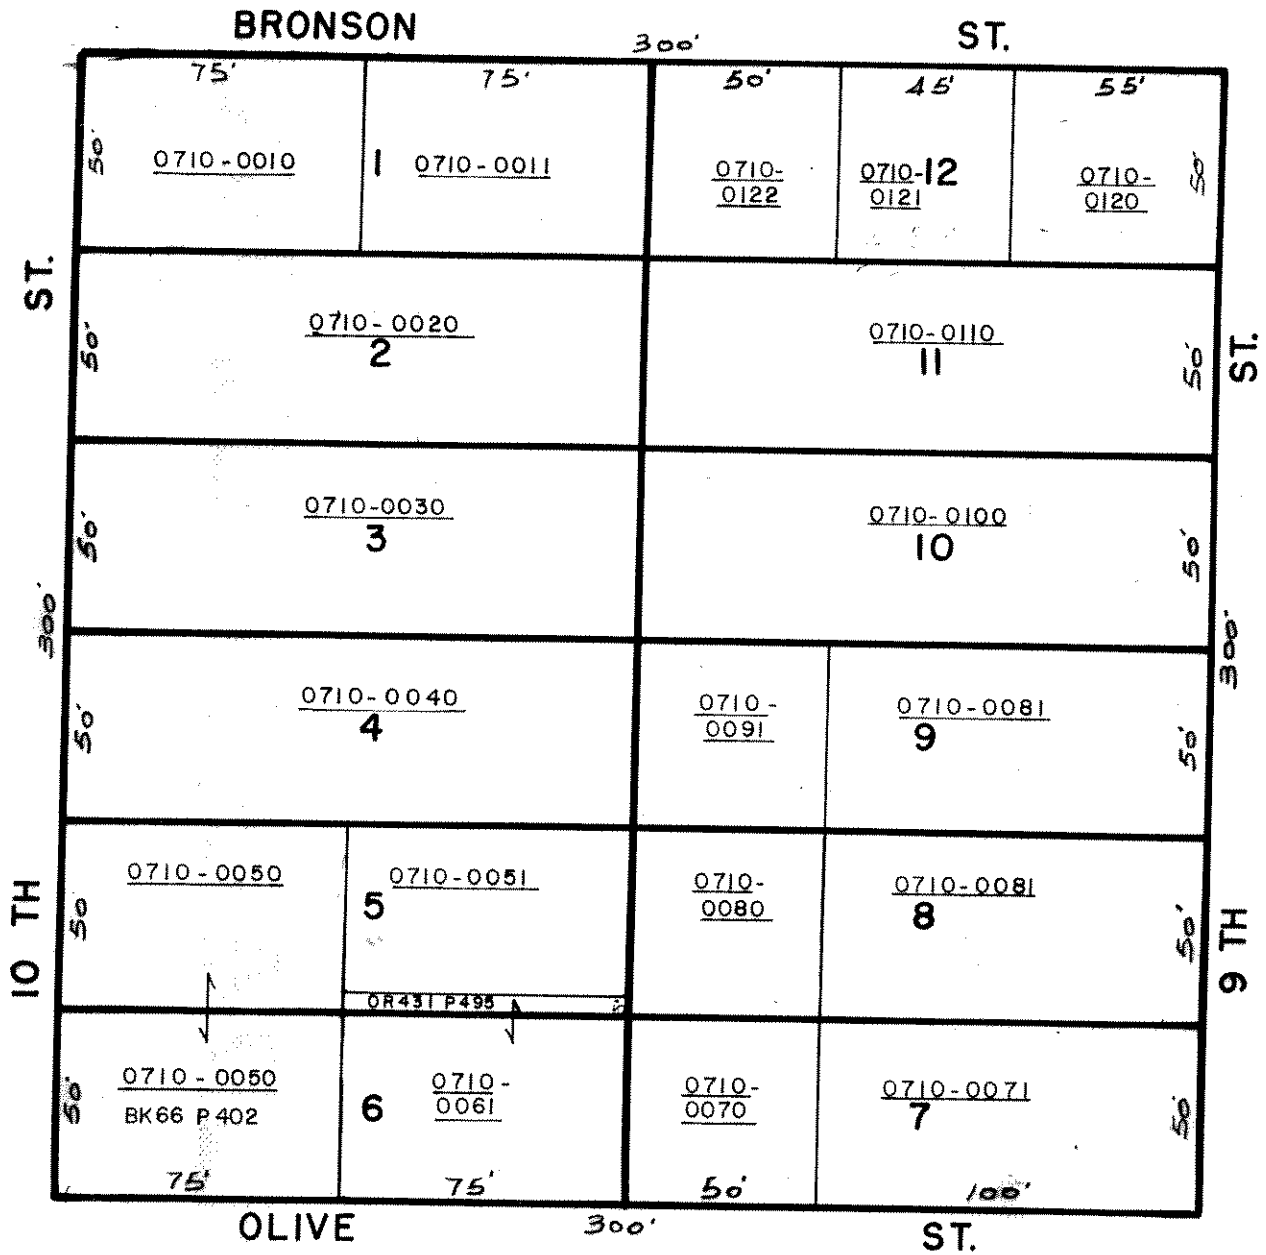 BRONSON 300' ST.
75' 75' 50' 45' 55'
50' 0710-0010 1 0710-0011 0710- 0710-12 0710- 50'
0122 0121 0120
ST.
50' 0710-0020 0710-0110 50' ST.
2 11
50' 0710-0030 0710-0100 50'
3 10
300' 300'
50' 0710-0040 0710- 0710-0081 50'
4 0091 9
10 TH 50 0710-0050 5 0710-0051 0710- 0710-0081 50' 9 TH
0080 8
OR431 P495
50' 0710-0050 0710- 0710- 0710-0071 50'
BK66 P402 6 0061 0070 7
75' 75' 50' 100'
OLIVE 300' ST.